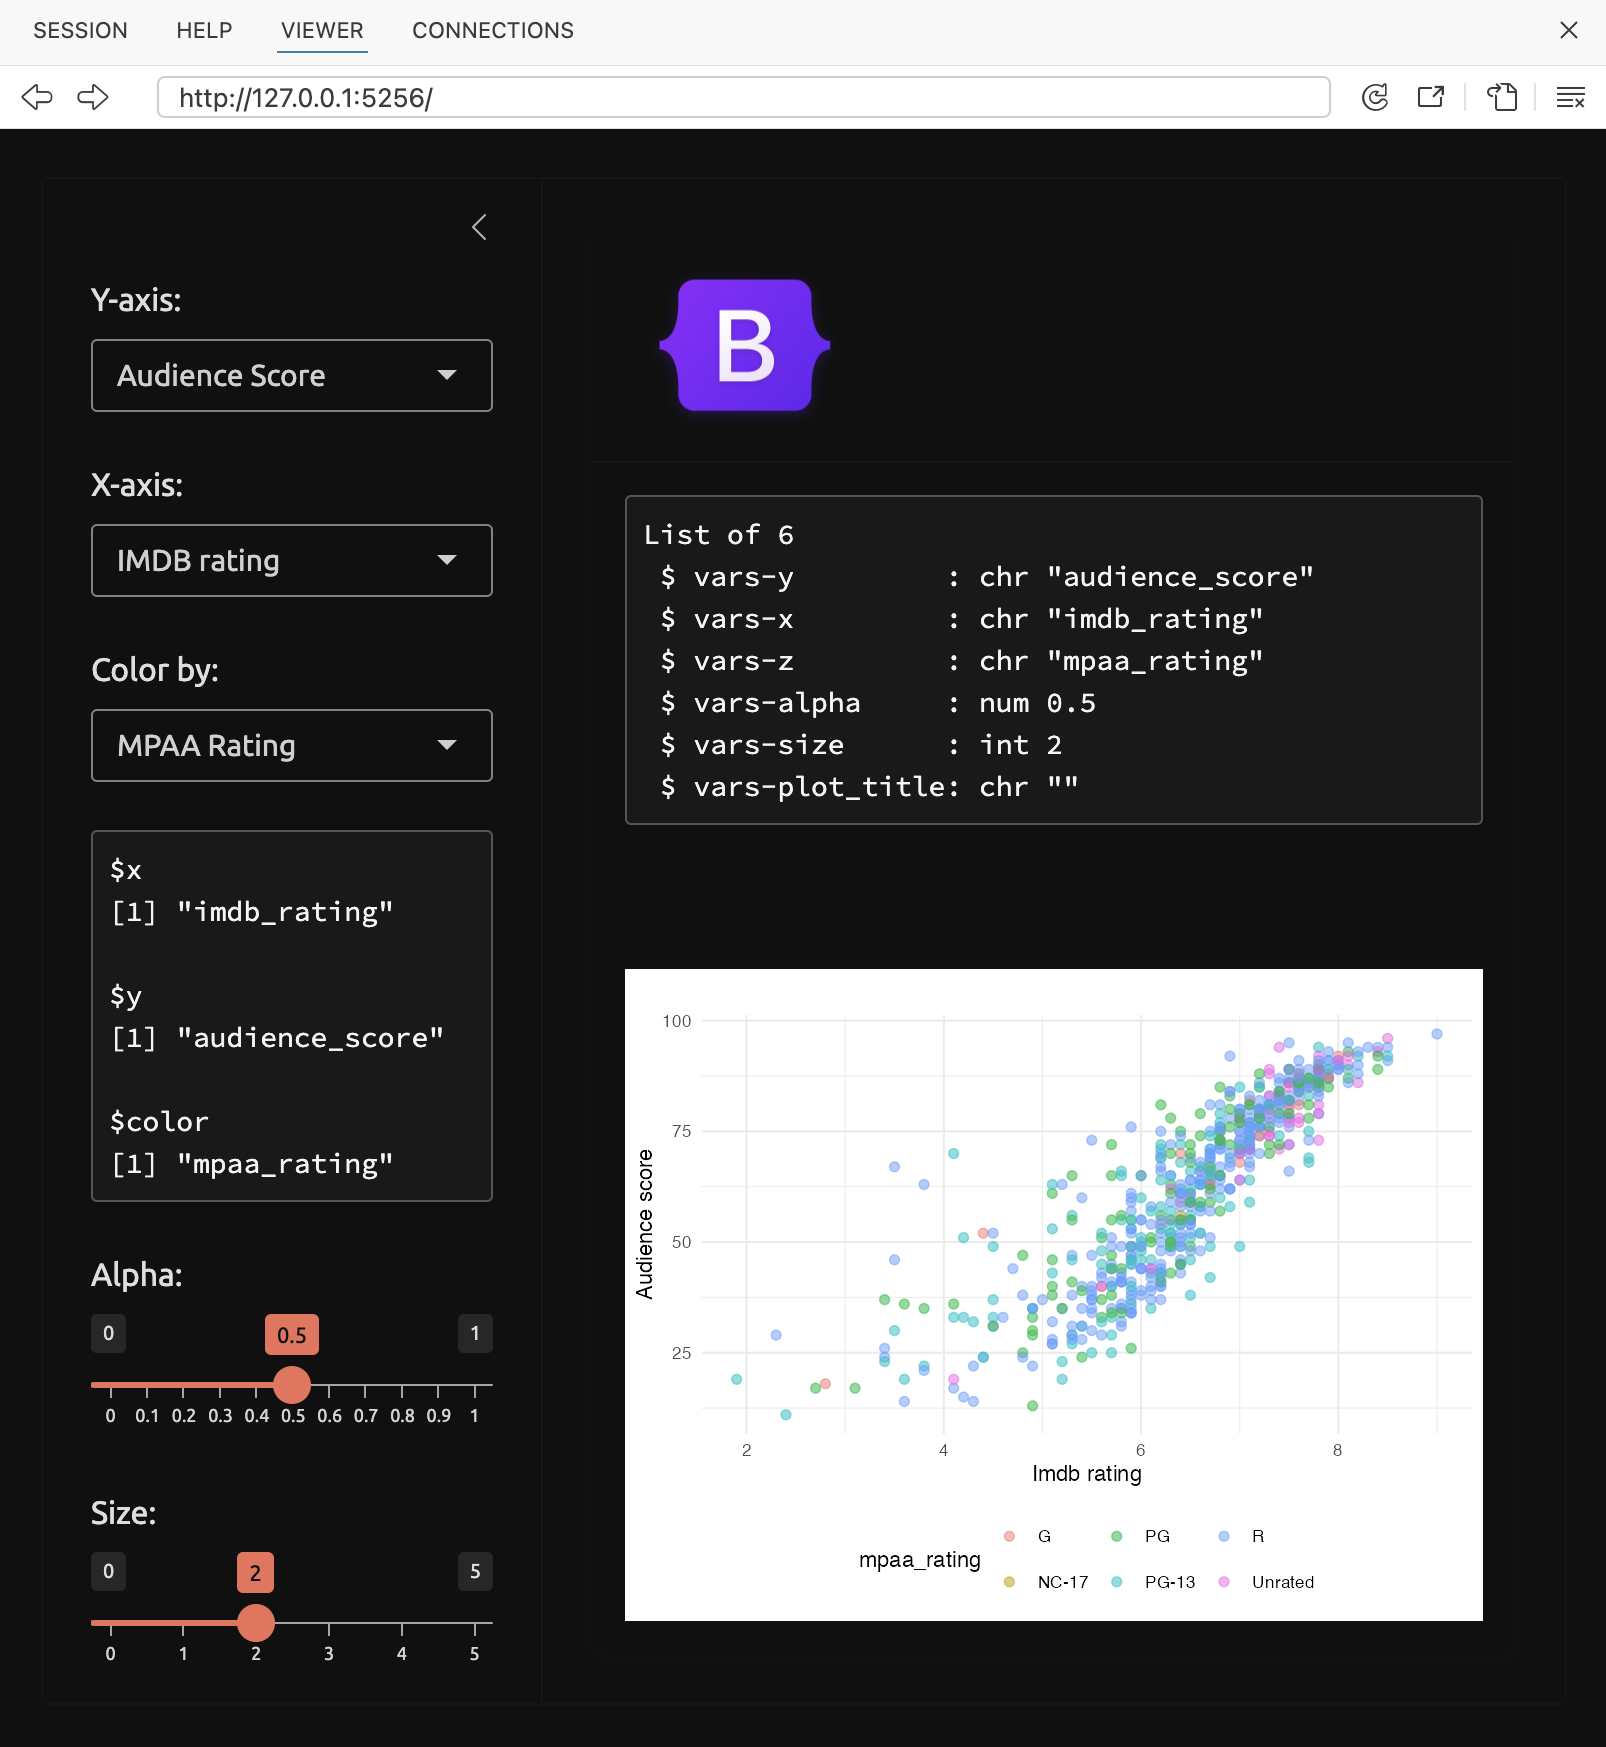 SESSION HELP VIEWER CONNECTIONS
http://127.0.0.1:5256/
Y-axis:
Audience Score
X-axis:
IMDB rating
Color by:
MPAA Rating
$x
[1] "imdb_rating"
$y
[1] "audience_score"
$color
[1] "mpaa_rating"
Alpha:
0 0.5 1
0 0.1 0.2 0.3 0.4 0.5 0.6 0.7 0.8 0.9 1
Size:
0 2 5
0 1 2 3 4 5
B
List of 6
$ vars-y : chr "audience_score"
$ vars-x : chr "imdb_rating"
$ vars-z : chr "mpaa_rating"
$ vars-alpha : num 0.5
$ vars-size : int 2
$ vars-plot_title: chr ""
100
75
50
25
Audience score
2 4 6 8
Imdb rating
mpaa_rating
G PG R
NC-17 PG-13 Unrated